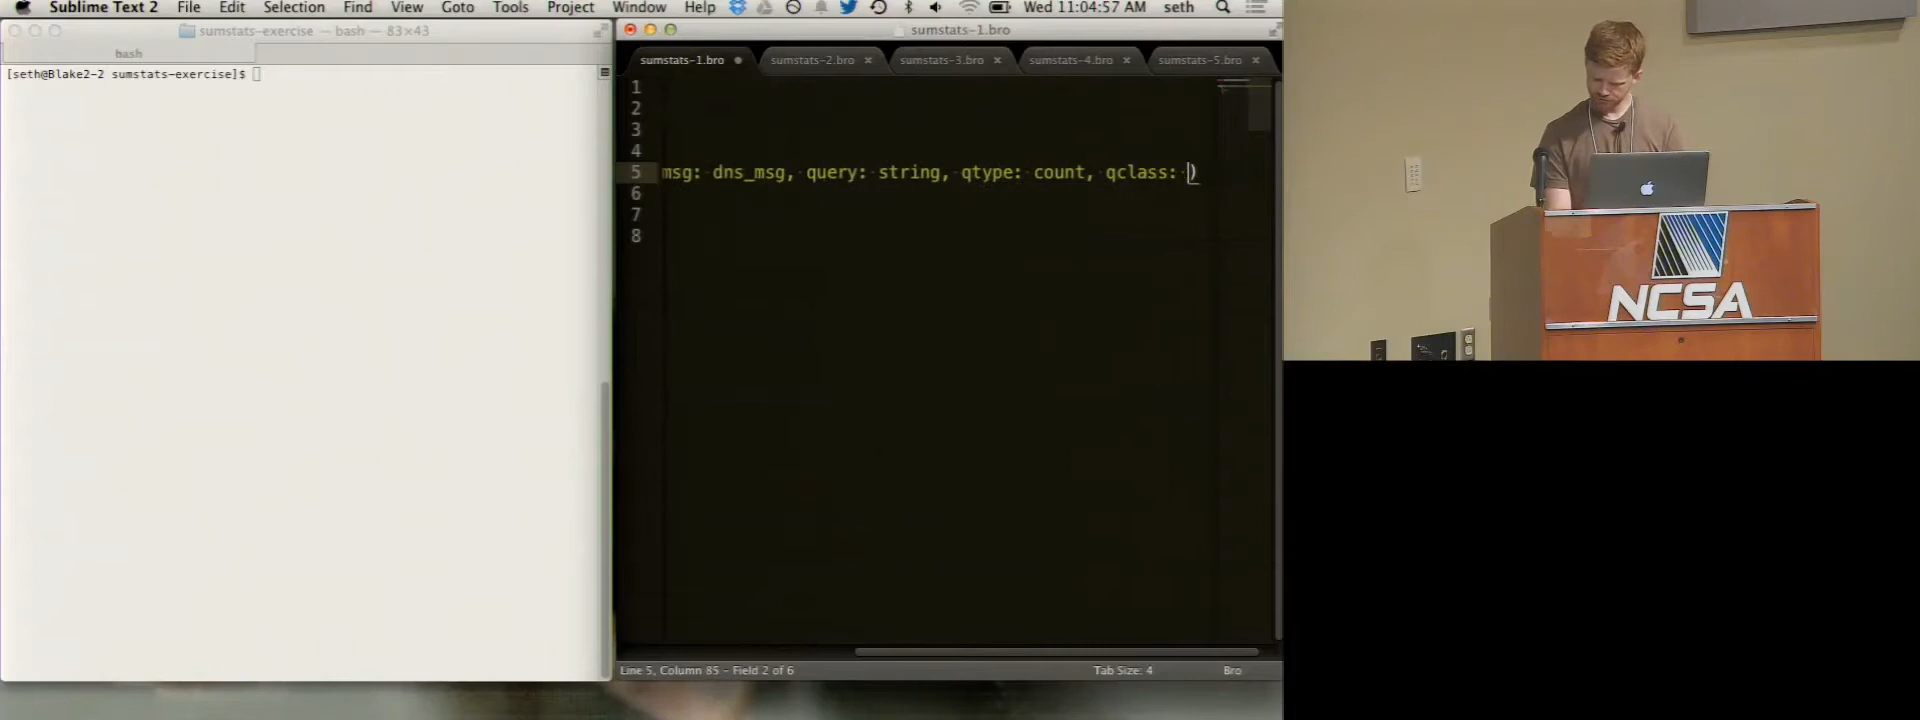 Sublime Text 2 File Edit Selection Find View Goto Tools Project Window Help Wed 11:04:57 AM seth
sumstats-exercise — bash — 83×43
bash
[seth@Blake2-2 sumstats-exercise]$
sumstats-1.bro
sumstats-1.bro sumstats-2.bro sumstats-3.bro sumstats-4.bro sumstats-5.bro
1
2
3
4
5 msg: dns_msg, query: string, qtype: count, qclass: )
6
7
8
Line 5, Column 85 - Field 2 of 6 Tab Size: 4 Bro
NCSA